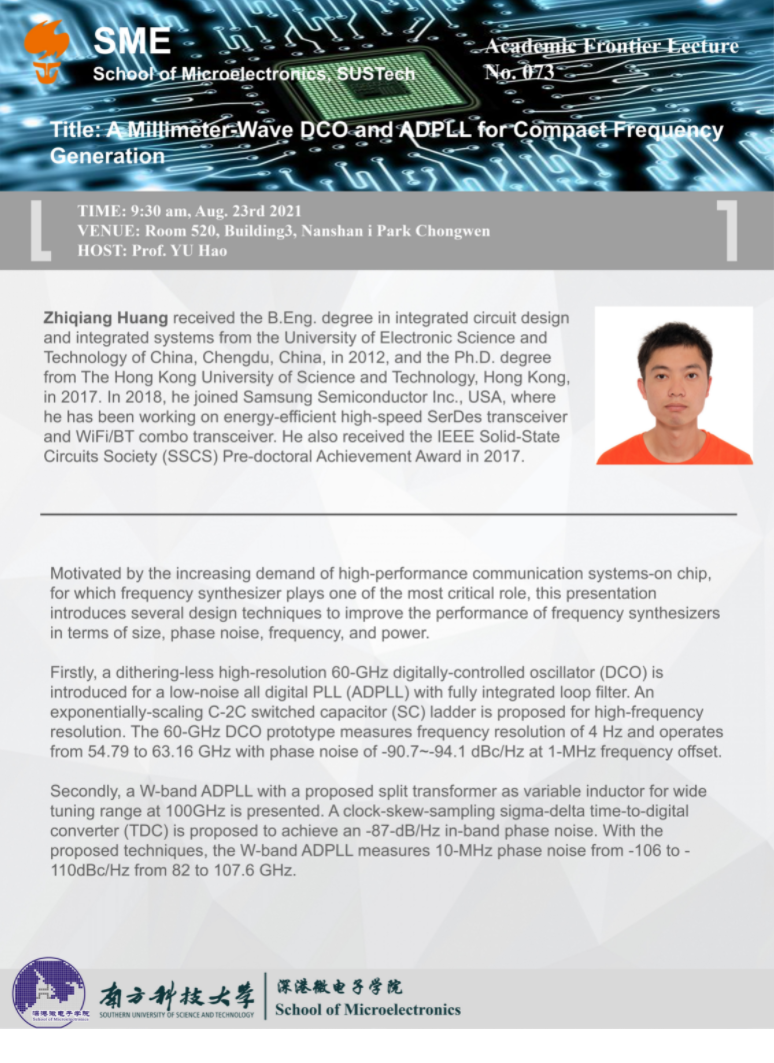 SME
School of Microelectronics, SUSTech
Academic Frontier Lecture
No. 073
Title: A Millimeter-Wave DCO and ADPLL for Compact Frequency
Generation
TIME: 9:30 am, Aug. 23rd 2021
VENUE: Room 520, Building3, Nanshan i Park Chongwen
HOST: Prof. YU Hao
Zhiqiang Huang received the B.Eng. degree in integrated circuit design
and integrated systems from the University of Electronic Science and
Technology of China, Chengdu, China, in 2012, and the Ph.D. degree
from The Hong Kong University of Science and Technology, Hong Kong,
in 2017. In 2018, he joined Samsung Semiconductor Inc., USA, where
he has been working on energy-efficient high-speed SerDes transceiver
and WiFi/BT combo transceiver. He also received the IEEE Solid-State
Circuits Society (SSCS) Pre-doctoral Achievement Award in 2017.
Motivated by the increasing demand of high-performance communication systems-on chip,
for which frequency synthesizer plays one of the most critical role, this presentation
introduces several design techniques to improve the performance of frequency synthesizers
in terms of size, phase noise, frequency, and power.
Firstly, a dithering-less high-resolution 60-GHz digitally-controlled oscillator (DCO) is
introduced for a low-noise all digital PLL (ADPLL) with fully integrated loop filter. An
exponentially-scaling C-2C switched capacitor (SC) ladder is proposed for high-frequency
resolution. The 60-GHz DCO prototype measures frequency resolution of 4 Hz and operates
from 54.79 to 63.16 GHz with phase noise of -90.7~-94.1 dBc/Hz at 1-MHz frequency offset.
Secondly, a W-band ADPLL with a proposed split transformer as variable inductor for wide
tuning range at 100GHz is presented. A clock-skew-sampling sigma-delta time-to-digital
converter (TDC) is proposed to achieve an -87-dB/Hz in-band phase noise. With the
proposed techniques, the W-band ADPLL measures 10-MHz phase noise from -106 to -
110dBc/Hz from 82 to 107.6 GHz.
深港微电子学院
School of Microelectronics
南方科技大学
SOUTHERN UNIVERSITY OF SCIENCE AND TECHNOLOGY
深港微电子学院
School of Microelectronics